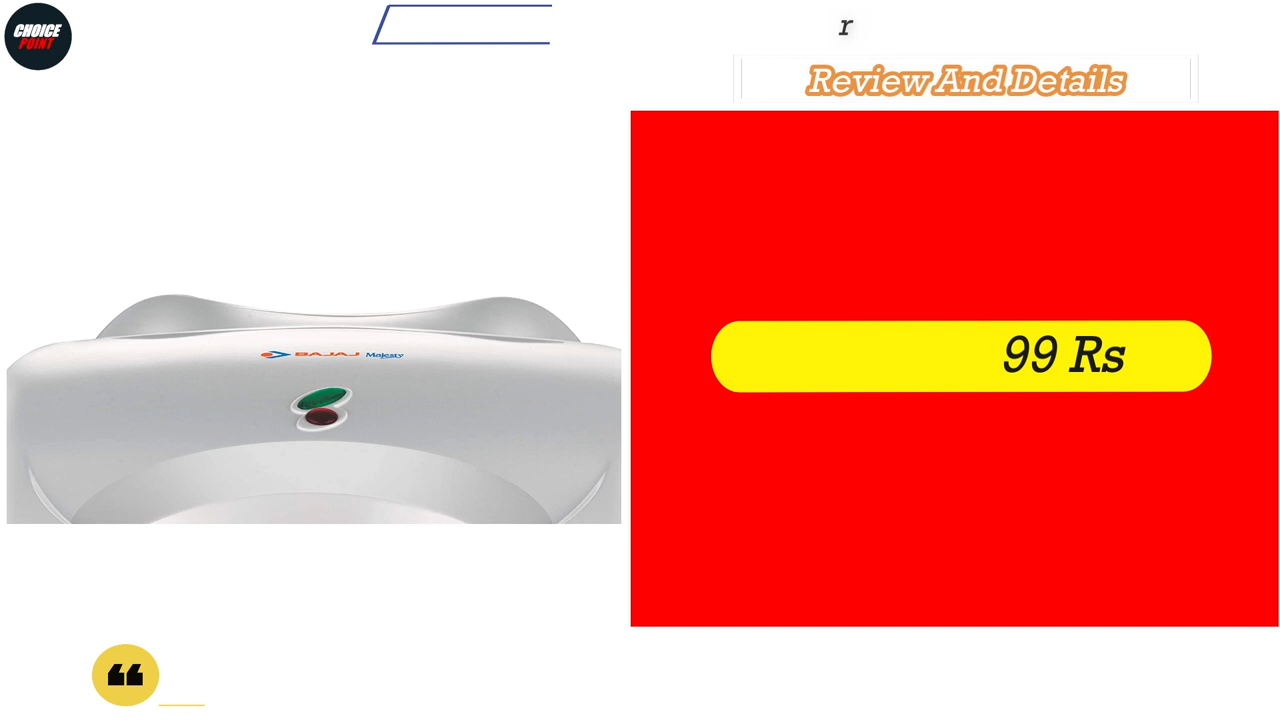 CHOICE
POINT
r
Review And Details
BAJAJ Majesty
99 Rs